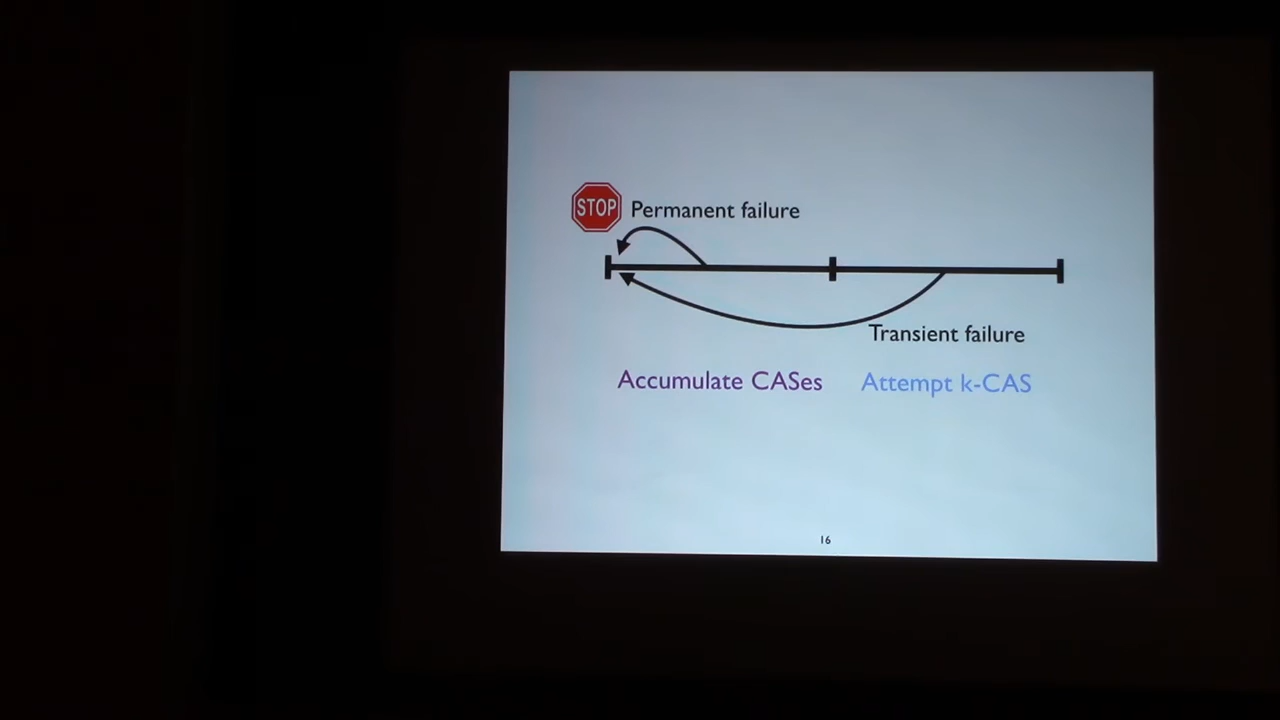 STOP
Permanent failure
Transient failure
Accumulate CASes
Attempt k-CAS
16